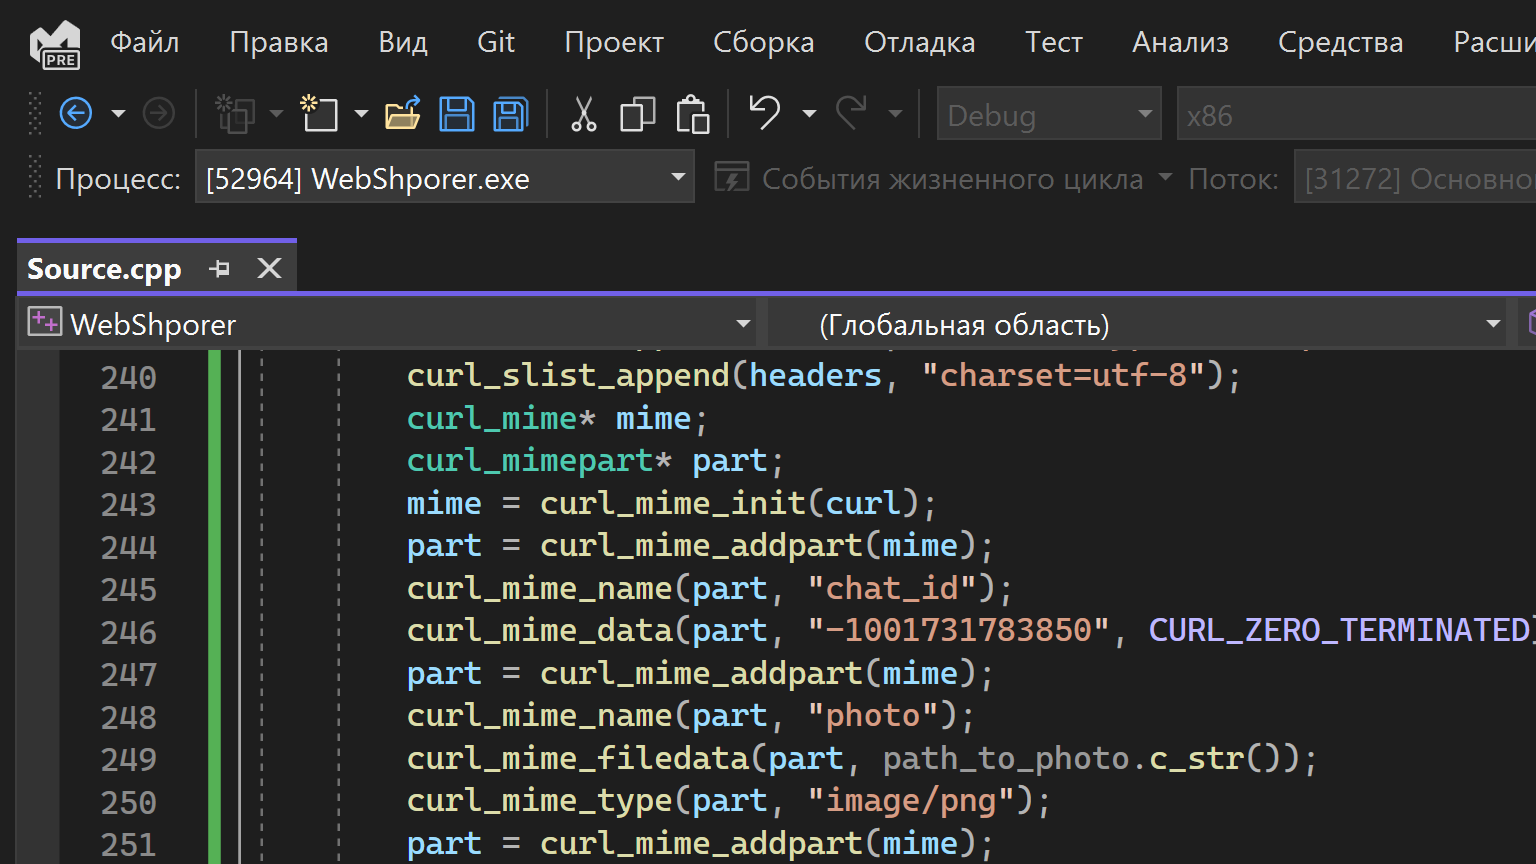 PRE Файл Правка Вид Git Проект Сборка Отладка Тест Анализ Средства
Debug x86
Процесс: [52964] WebShporer.exe События жизненного цикла Поток: [31272]
Source.cpp
WebShporer (Глобальная область)
240 curl_slist_append(headers, "charset=utf-8");
241 curl_mime* mime;
242 curl_mimepart* part;
243 mime = curl_mime_init(curl);
244 part = curl_mime_addpart(mime);
245 curl_mime_name(part, "chat_id");
246 curl_mime_data(part, "-1001731783850", CURL_ZERO_TERMINATED)
247 part = curl_mime_addpart(mime);
248 curl_mime_name(part, "photo");
249 curl_mime_filedata(part, path_to_photo.c_str());
250 curl_mime_type(part, "image/png");
251 part = curl_mime_addpart(mime);